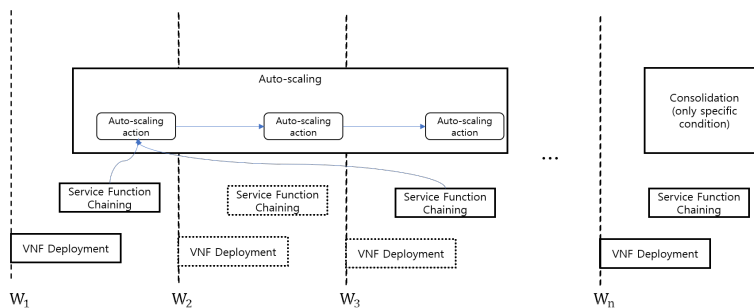 Auto-scaling
Auto-scaling
action
Auto-scaling
action
Auto-scaling
action
Consolidation
(only specific
condition)
...
Service Function
Chaining
Service Function
Chaining
Service Function
Chaining
Service Function
Chaining
VNF Deployment
VNF Deployment
VNF Deployment
VNF Deployment
W1
W2
W3
Wn